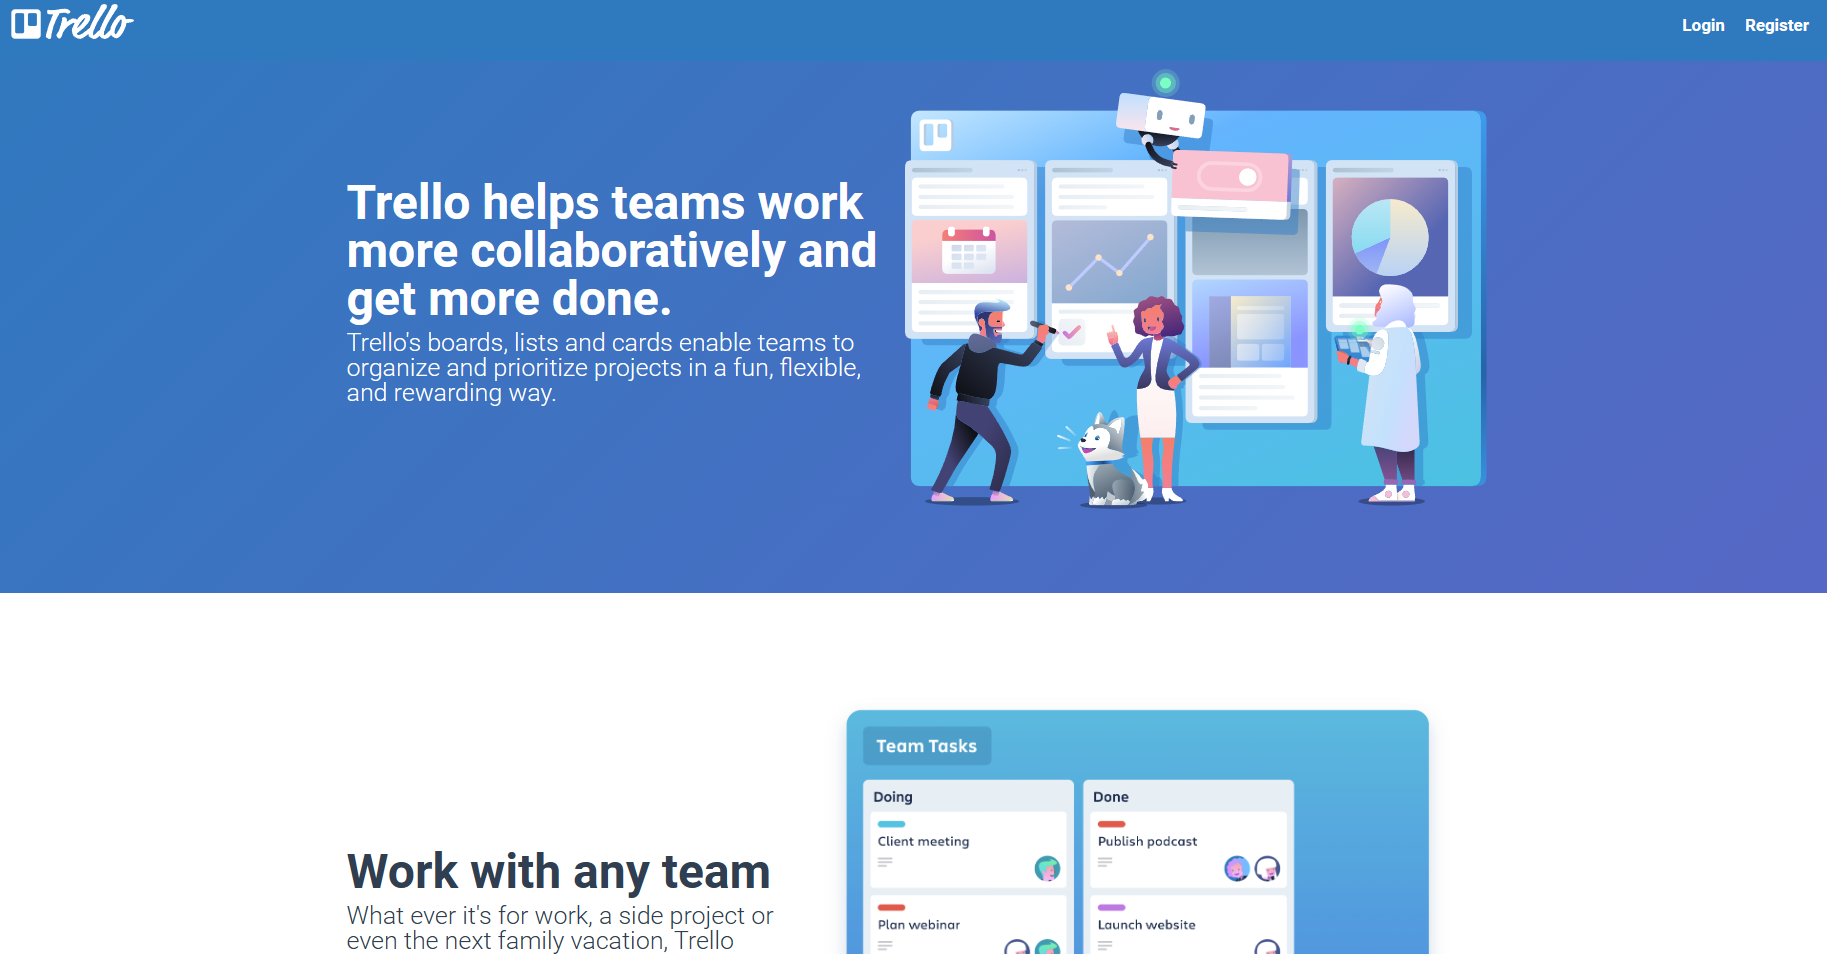 Trello
Login Register
Trello helps teams work
more collaboratively and
get more done.
Trello's boards, lists and cards enable teams to
organize and prioritize projects in a fun, flexible,
and rewarding way.
Work with any team
What ever it's for work, a side project or
even the next family vacation, Trello
Team Tasks
Doing
Client meeting
Plan webinar
Done
Publish podcast
Launch website